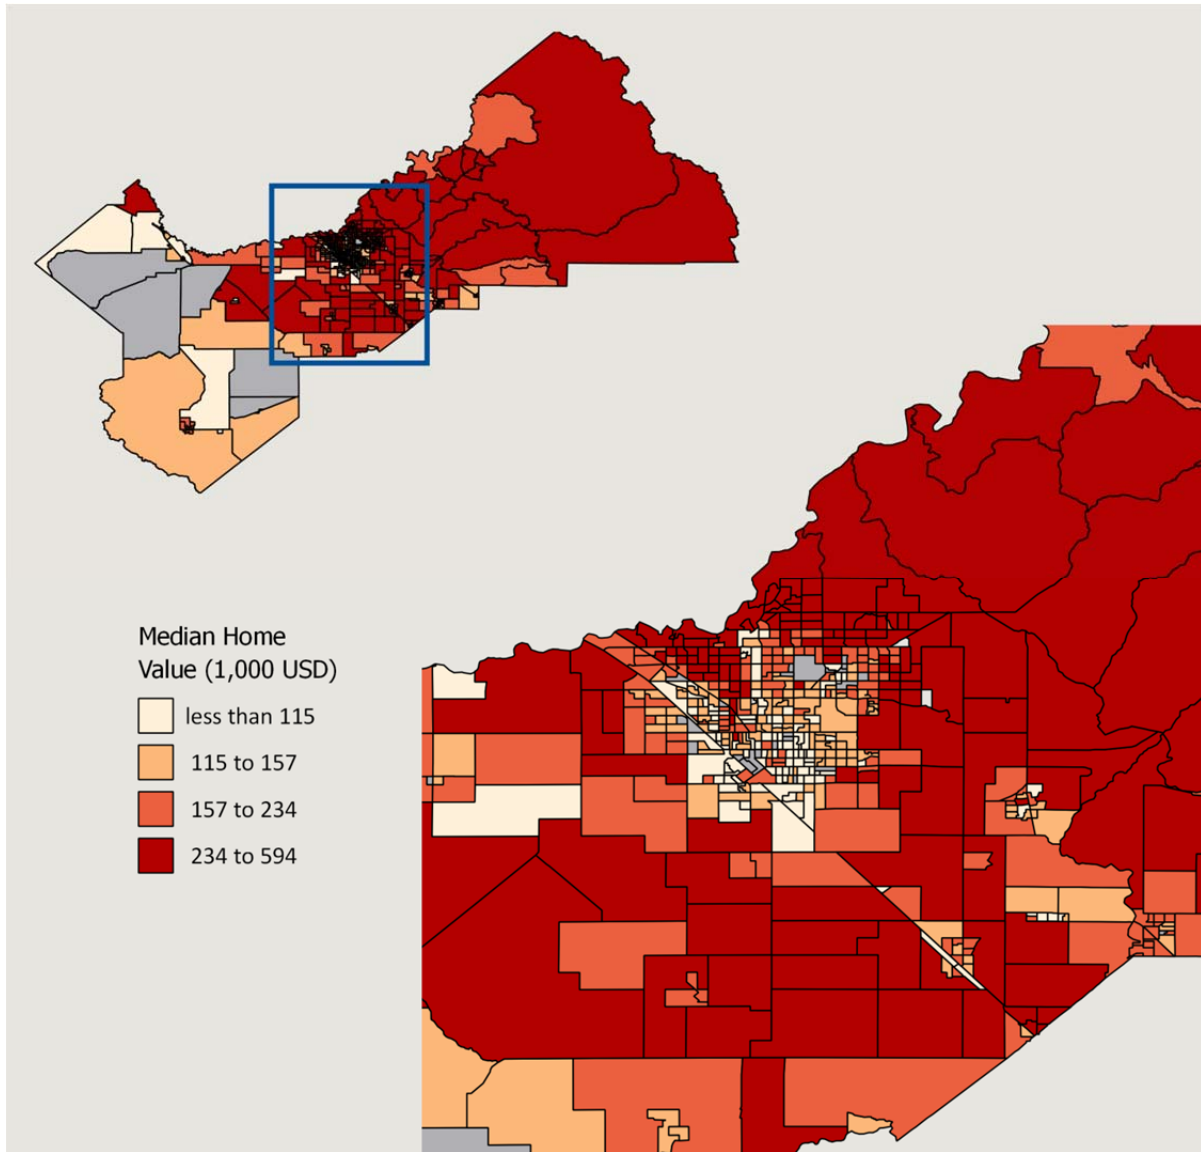 Median Home
Value (1,000 USD)
less than 115
115 to 157
157 to 234
234 to 594